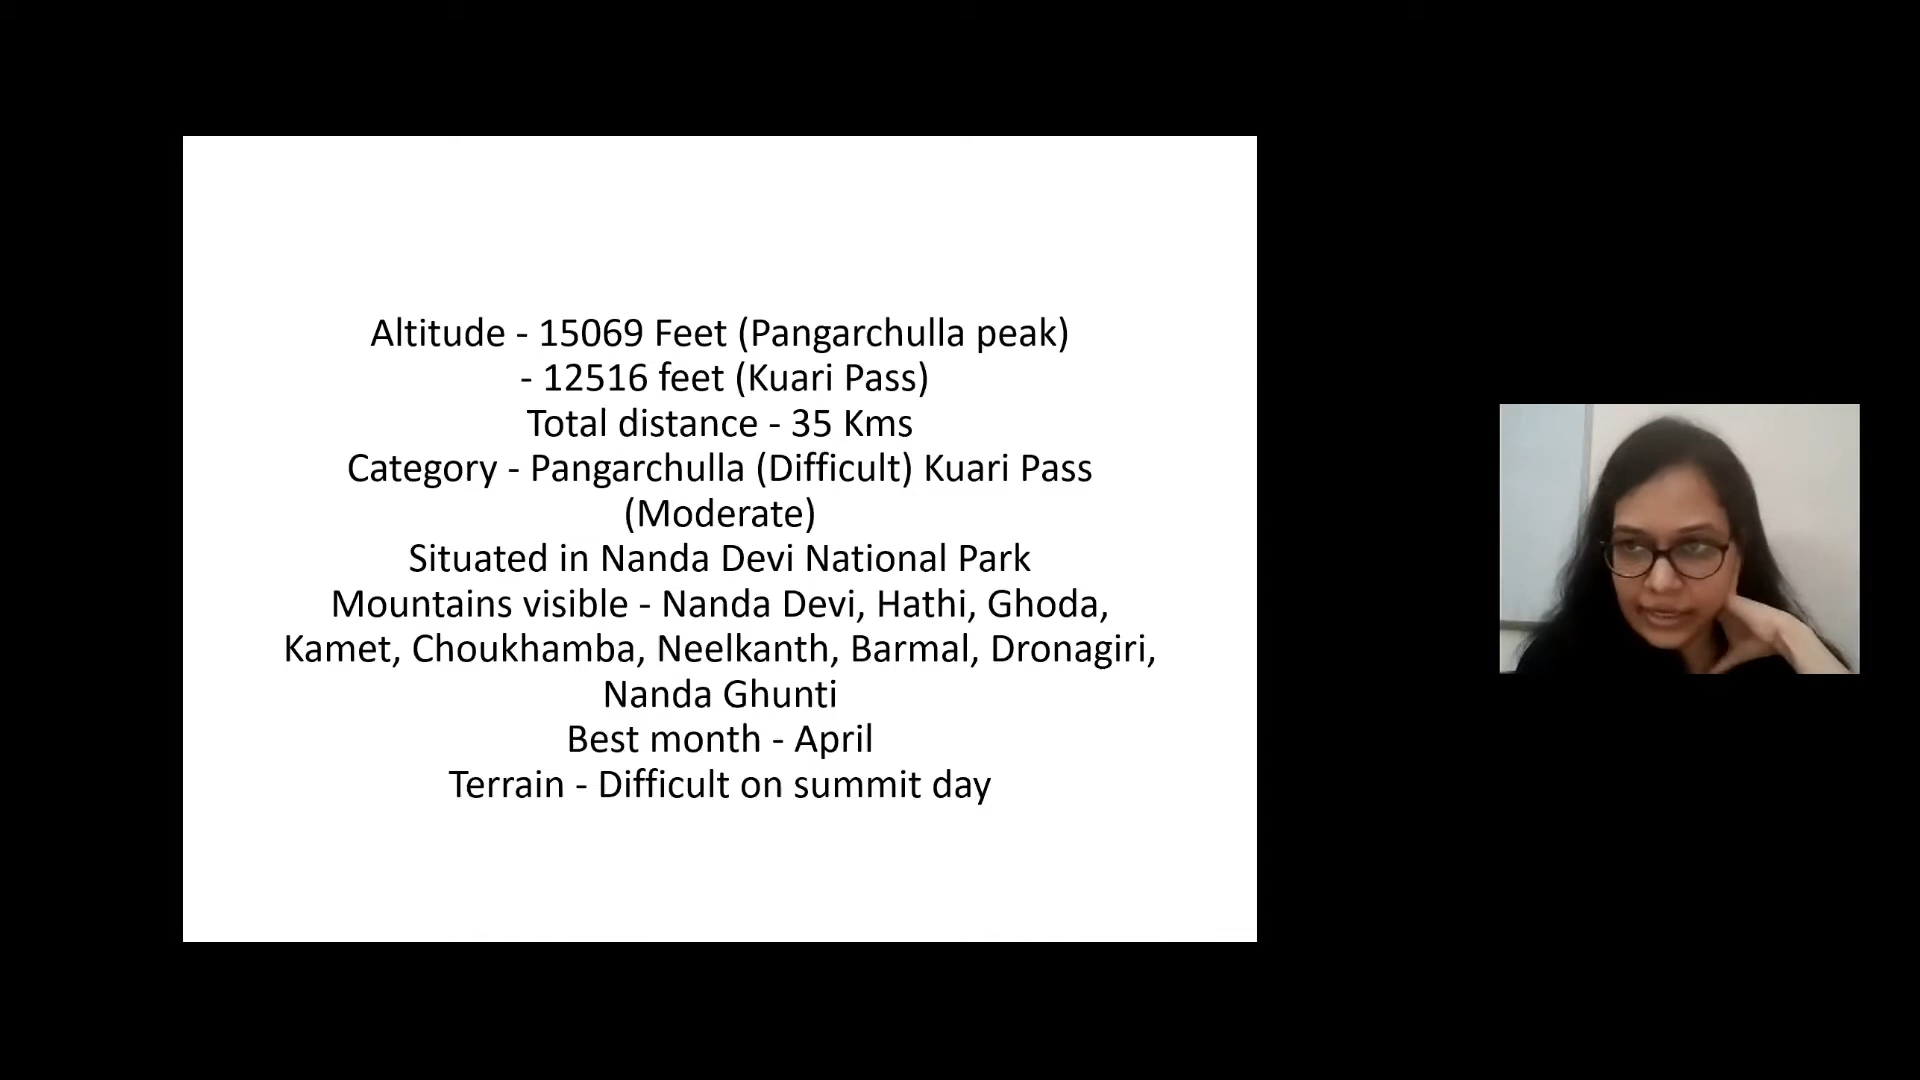 Altitude - 15069 Feet (Pangarchulla peak)
- 12516 feet (Kuari Pass)
Total distance - 35 Kms
Category - Pangarchulla (Difficult) Kuari Pass
(Moderate)
Situated in Nanda Devi National Park
Mountains visible - Nanda Devi, Hathi, Ghoda,
Kamet, Choukhamba, Neelkanth, Barmal, Dronagiri,
Nanda Ghunti
Best month - April
Terrain - Difficult on summit day